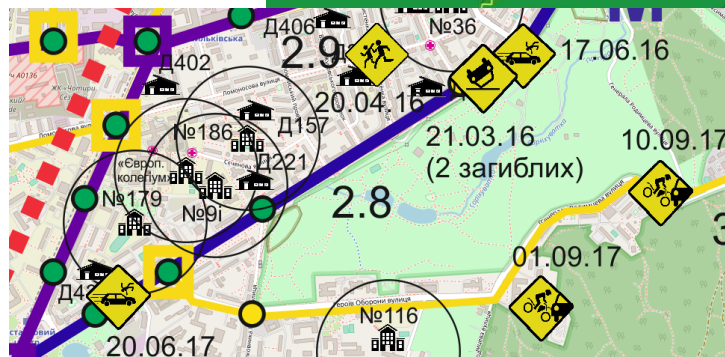 Д406
№36
2.9
17.06.16
Д402
Ломоносова вулиця
20.04.16
№186
Д157
21.03.16
(2 загиблих)
10.09.17
«Європ.
колегіум»
Д221
№179
№9і
2.8
01.09.17
Героїв Оборони вулиця
№116
20.06.17